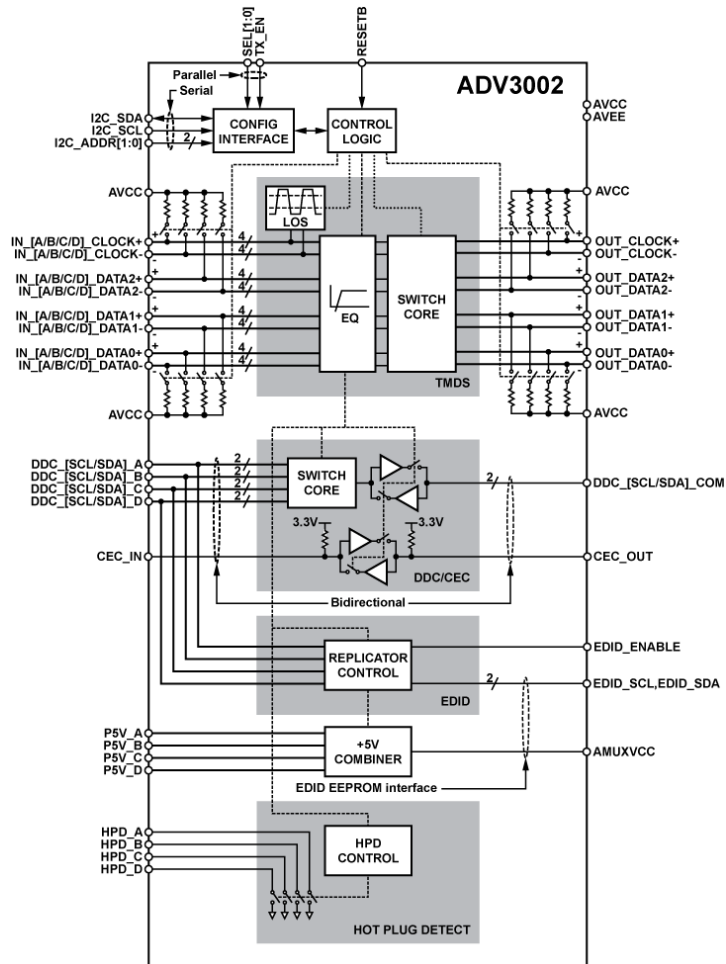 SEL[1:0]
TX_EN
RESETB
ADV3002
Parallel
Serial
I2C_SDA
I2C_SCL
I2C_ADDR[1:0]
2
CONFIG
INTERFACE
CONTROL
LOGIC
AVCC
AVEE
AVCC
AVCC
LOS
+
IN_[A/B/C/D]_CLOCK+
IN_[A/B/C/D]_CLOCK-
-
4
4
+
OUT_CLOCK+
OUT_CLOCK-
-
+
IN_[A/B/C/D]_DATA2+
IN_[A/B/C/D]_DATA2-
-
4
4
+
OUT_DATA2+
OUT_DATA2-
-
EQ
SWITCH
CORE
+
IN_[A/B/C/D]_DATA1+
IN_[A/B/C/D]_DATA1-
-
4
4
+
OUT_DATA1+
OUT_DATA1-
-
+
IN_[A/B/C/D]_DATA0+
IN_[A/B/C/D]_DATA0-
-
4
4
+
OUT_DATA0+
OUT_DATA0-
-
TMDS
AVCC
AVCC
DDC_[SCL/SDA]_A
DDC_[SCL/SDA]_B
DDC_[SCL/SDA]_C
DDC_[SCL/SDA]_D
2
2
2
2
SWITCH
CORE
2
DDC_[SCL/SDA]_COM
3.3V
3.3V
CEC_IN
CEC_OUT
DDC/CEC
Bidirectional
REPLICATOR
CONTROL
EDID_ENABLE
2
EDID_SCL,EDID_SDA
EDID
P5V_A
P5V_B
P5V_C
P5V_D
+5V
COMBINER
AMUXVCC
EDID EEPROM interface
HPD_A
HPD_B
HPD_C
HPD_D
HPD
CONTROL
HOT PLUG DETECT